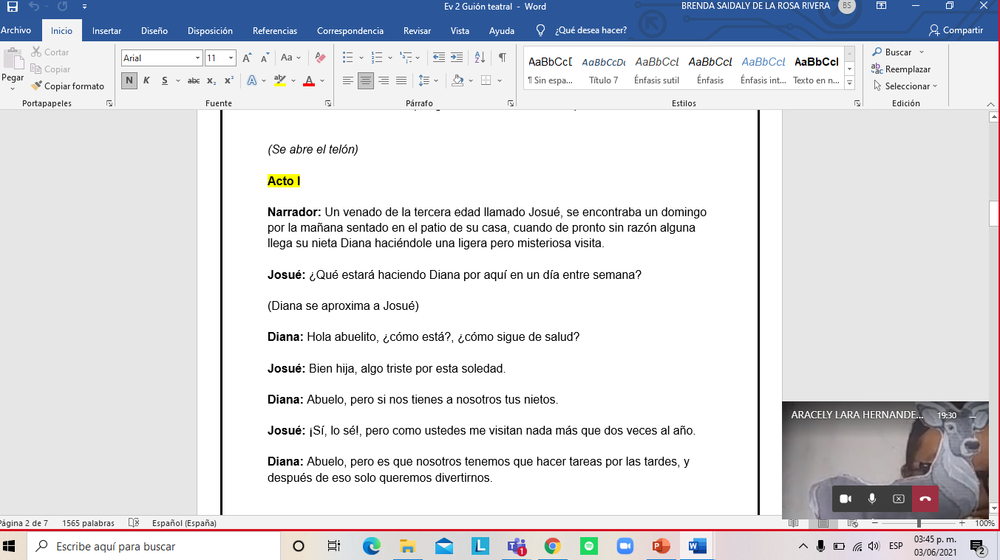 Ev 2 Guión teatral - Word
BRENDA SAIDALY DE LA ROSA RIVERA
BS
Archivo Inicio Insertar Diseño Disposición Referencias Correspondencia Revisar Vista Ayuda ¿Qué desea hacer? Compartir
Pegar
Cortar
Copiar
Copiar formato
Portapapeles
Arial 11
Fuente
Párrafo
AaBbCcD AaBbCcDc AaBbCcL AaBbCcL AaBbCcL AaBbCcI
¶ Sin espa... Título 7 Énfasis sutil Énfasis Énfasis int... Texto en n...
Estilos
Buscar
Reemplazar
Seleccionar
Edición
(Se abre el telón)
Acto I
Narrador: Un venado de la tercera edad llamado Josué, se encontraba un domingo
por la mañana sentado en el patio de su casa, cuando de pronto sin razón alguna
llega su nieta Diana haciéndole una ligera pero misteriosa visita.
Josué: ¿Qué estará haciendo Diana por aquí en un día entre semana?
(Diana se aproxima a Josué)
Diana: Hola abuelito, ¿cómo está?, ¿cómo sigue de salud?
Josué: Bien hija, algo triste por esta soledad.
Diana: Abuelo, pero si nos tienes a nosotros tus nietos.
Josué: ¡Sí, lo sé!, pero como ustedes me visitan nada más que dos veces al año.
Diana: Abuelo, pero es que nosotros tenemos que hacer tareas por las tardes, y
después de eso solo queremos divertirnos.
ARACELY LARA HERNANDE... 19:30
Página 2 de 7 1565 palabras Español (España) 100%
Escribe aquí para buscar
1
ESP
03:45 p. m.
03/06/2021
2